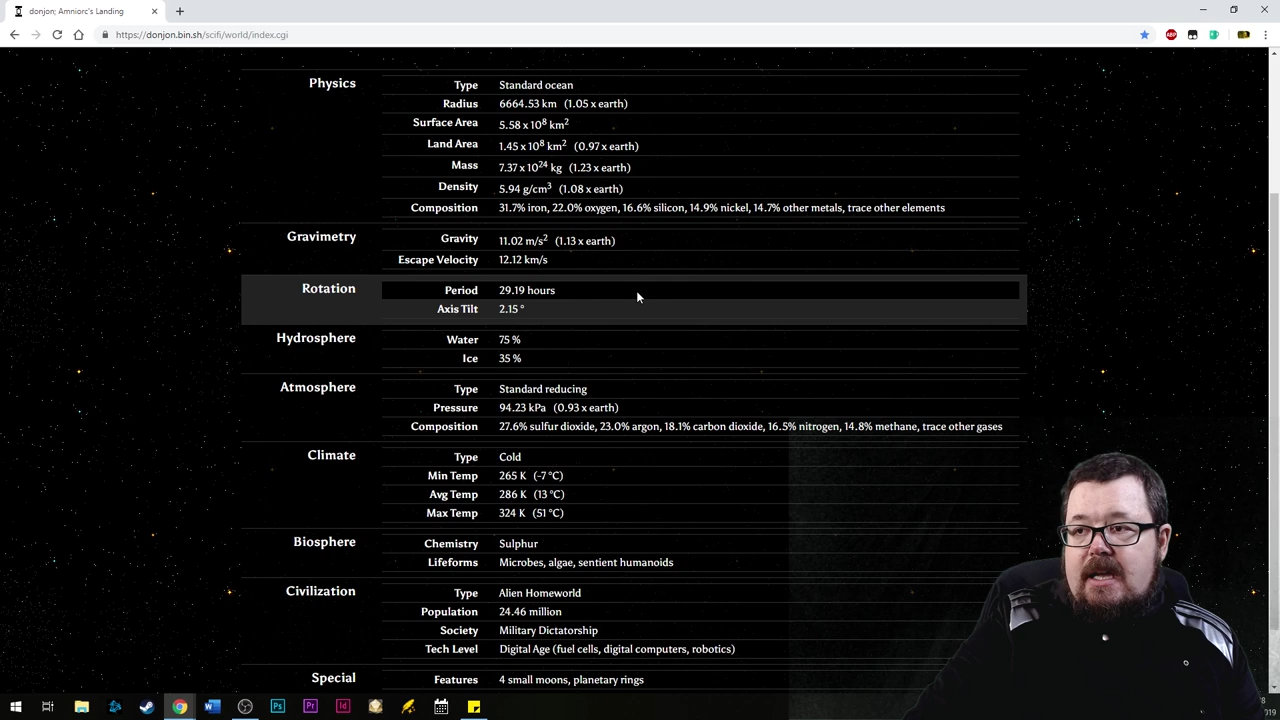 donjon; Amniorc's Landing
https://donjon.bin.sh/scifi/world/index.cgi
ABP
Physics
Type Standard ocean
Radius 6664.53 km (1.05 x earth)
Surface Area 5.58 x 10⁸ km²
Land Area 1.45 x 10⁸ km² (0.97 x earth)
Mass 7.37 x 10²⁴ kg (1.23 x earth)
Density 5.94 g/cm³ (1.08 x earth)
Composition 31.7% iron, 22.0% oxygen, 16.6% silicon, 14.9% nickel, 14.7% other metals, trace other elements
Gravimetry
Gravity 11.02 m/s² (1.13 x earth)
Escape Velocity 12.12 km/s
Rotation
Period 29.19 hours
Axis Tilt 2.15 °
Hydrosphere
Water 75 %
Ice 35 %
Atmosphere
Type Standard reducing
Pressure 94.23 kPa (0.93 x earth)
Composition 27.6% sulfur dioxide, 23.0% argon, 18.1% carbon dioxide, 16.5% nitrogen, 14.8% methane, trace other gases
Climate
Type Cold
Min Temp 265 K (-7 °C)
Avg Temp 286 K (13 °C)
Max Temp 324 K (51 °C)
Biosphere
Chemistry Sulphur
Lifeforms Microbes, algae, sentient humanoids
Civilization
Type Alien Homeworld
Population 24.46 million
Society Military Dictatorship
Tech Level Digital Age (fuel cells, digital computers, robotics)
Special
Features 4 small moons, planetary rings
W Ps Pr Id